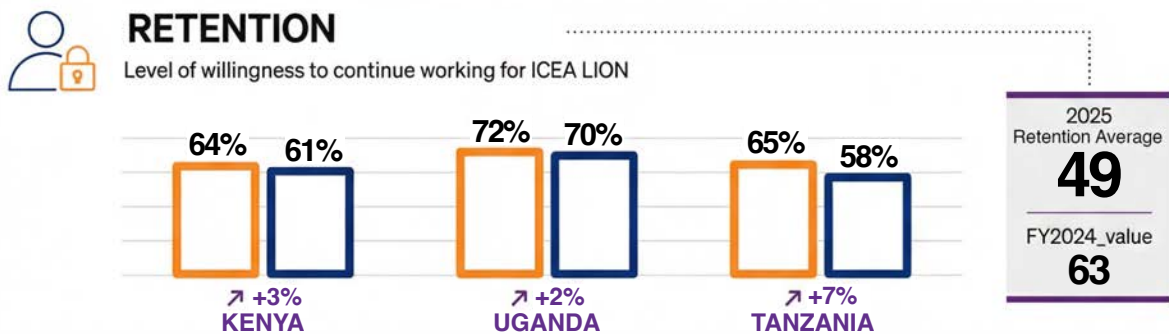 RETENTION
Level of willingness to continue working for ICEA LION
64% 61%
72% 70%
65% 58%
+3%
KENYA
+2%
UGANDA
+7%
TANZANIA
2025
Retention Average
49
FY2024_value
63